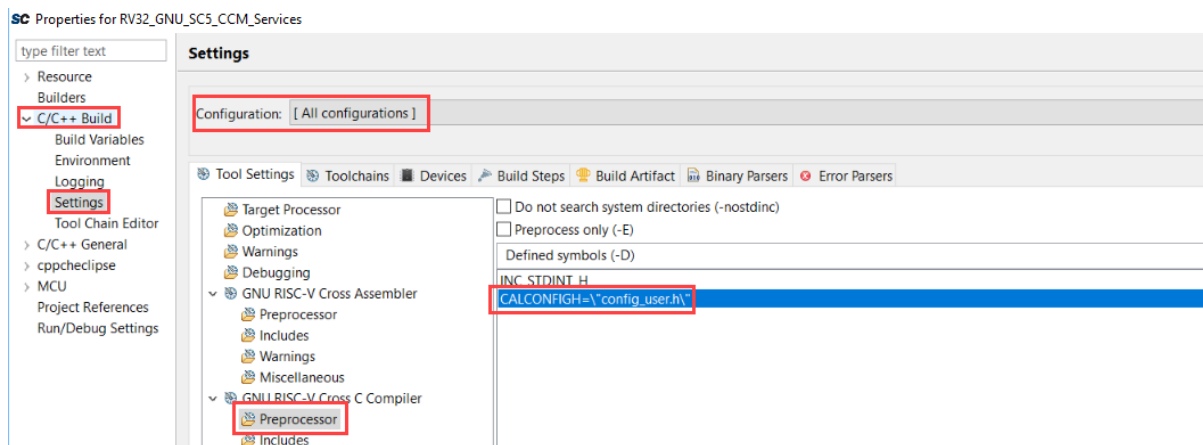 SC Properties for RV32_GNU_SC5_CCM_Services
type filter text
Resource
Builders
C/C++ Build
Build Variables
Environment
Logging
Settings
Tool Chain Editor
C/C++ General
cppcheclipse
MCU
Project References
Run/Debug Settings
Settings
Configuration: [ All configurations ]
Tool Settings Toolchains Devices Build Steps Build Artifact Binary Parsers Error Parsers
Target Processor
Optimization
Warnings
Debugging
GNU RISC-V Cross Assembler
Preprocessor
Includes
Warnings
Miscellaneous
GNU RISC-V Cross C Compiler
Preprocessor
Includes
Do not search system directories (-nostdinc)
Preprocess only (-E)
Defined symbols (-D)
INC_STDINT_H
CALCONFIGH=\"config_user.h\"